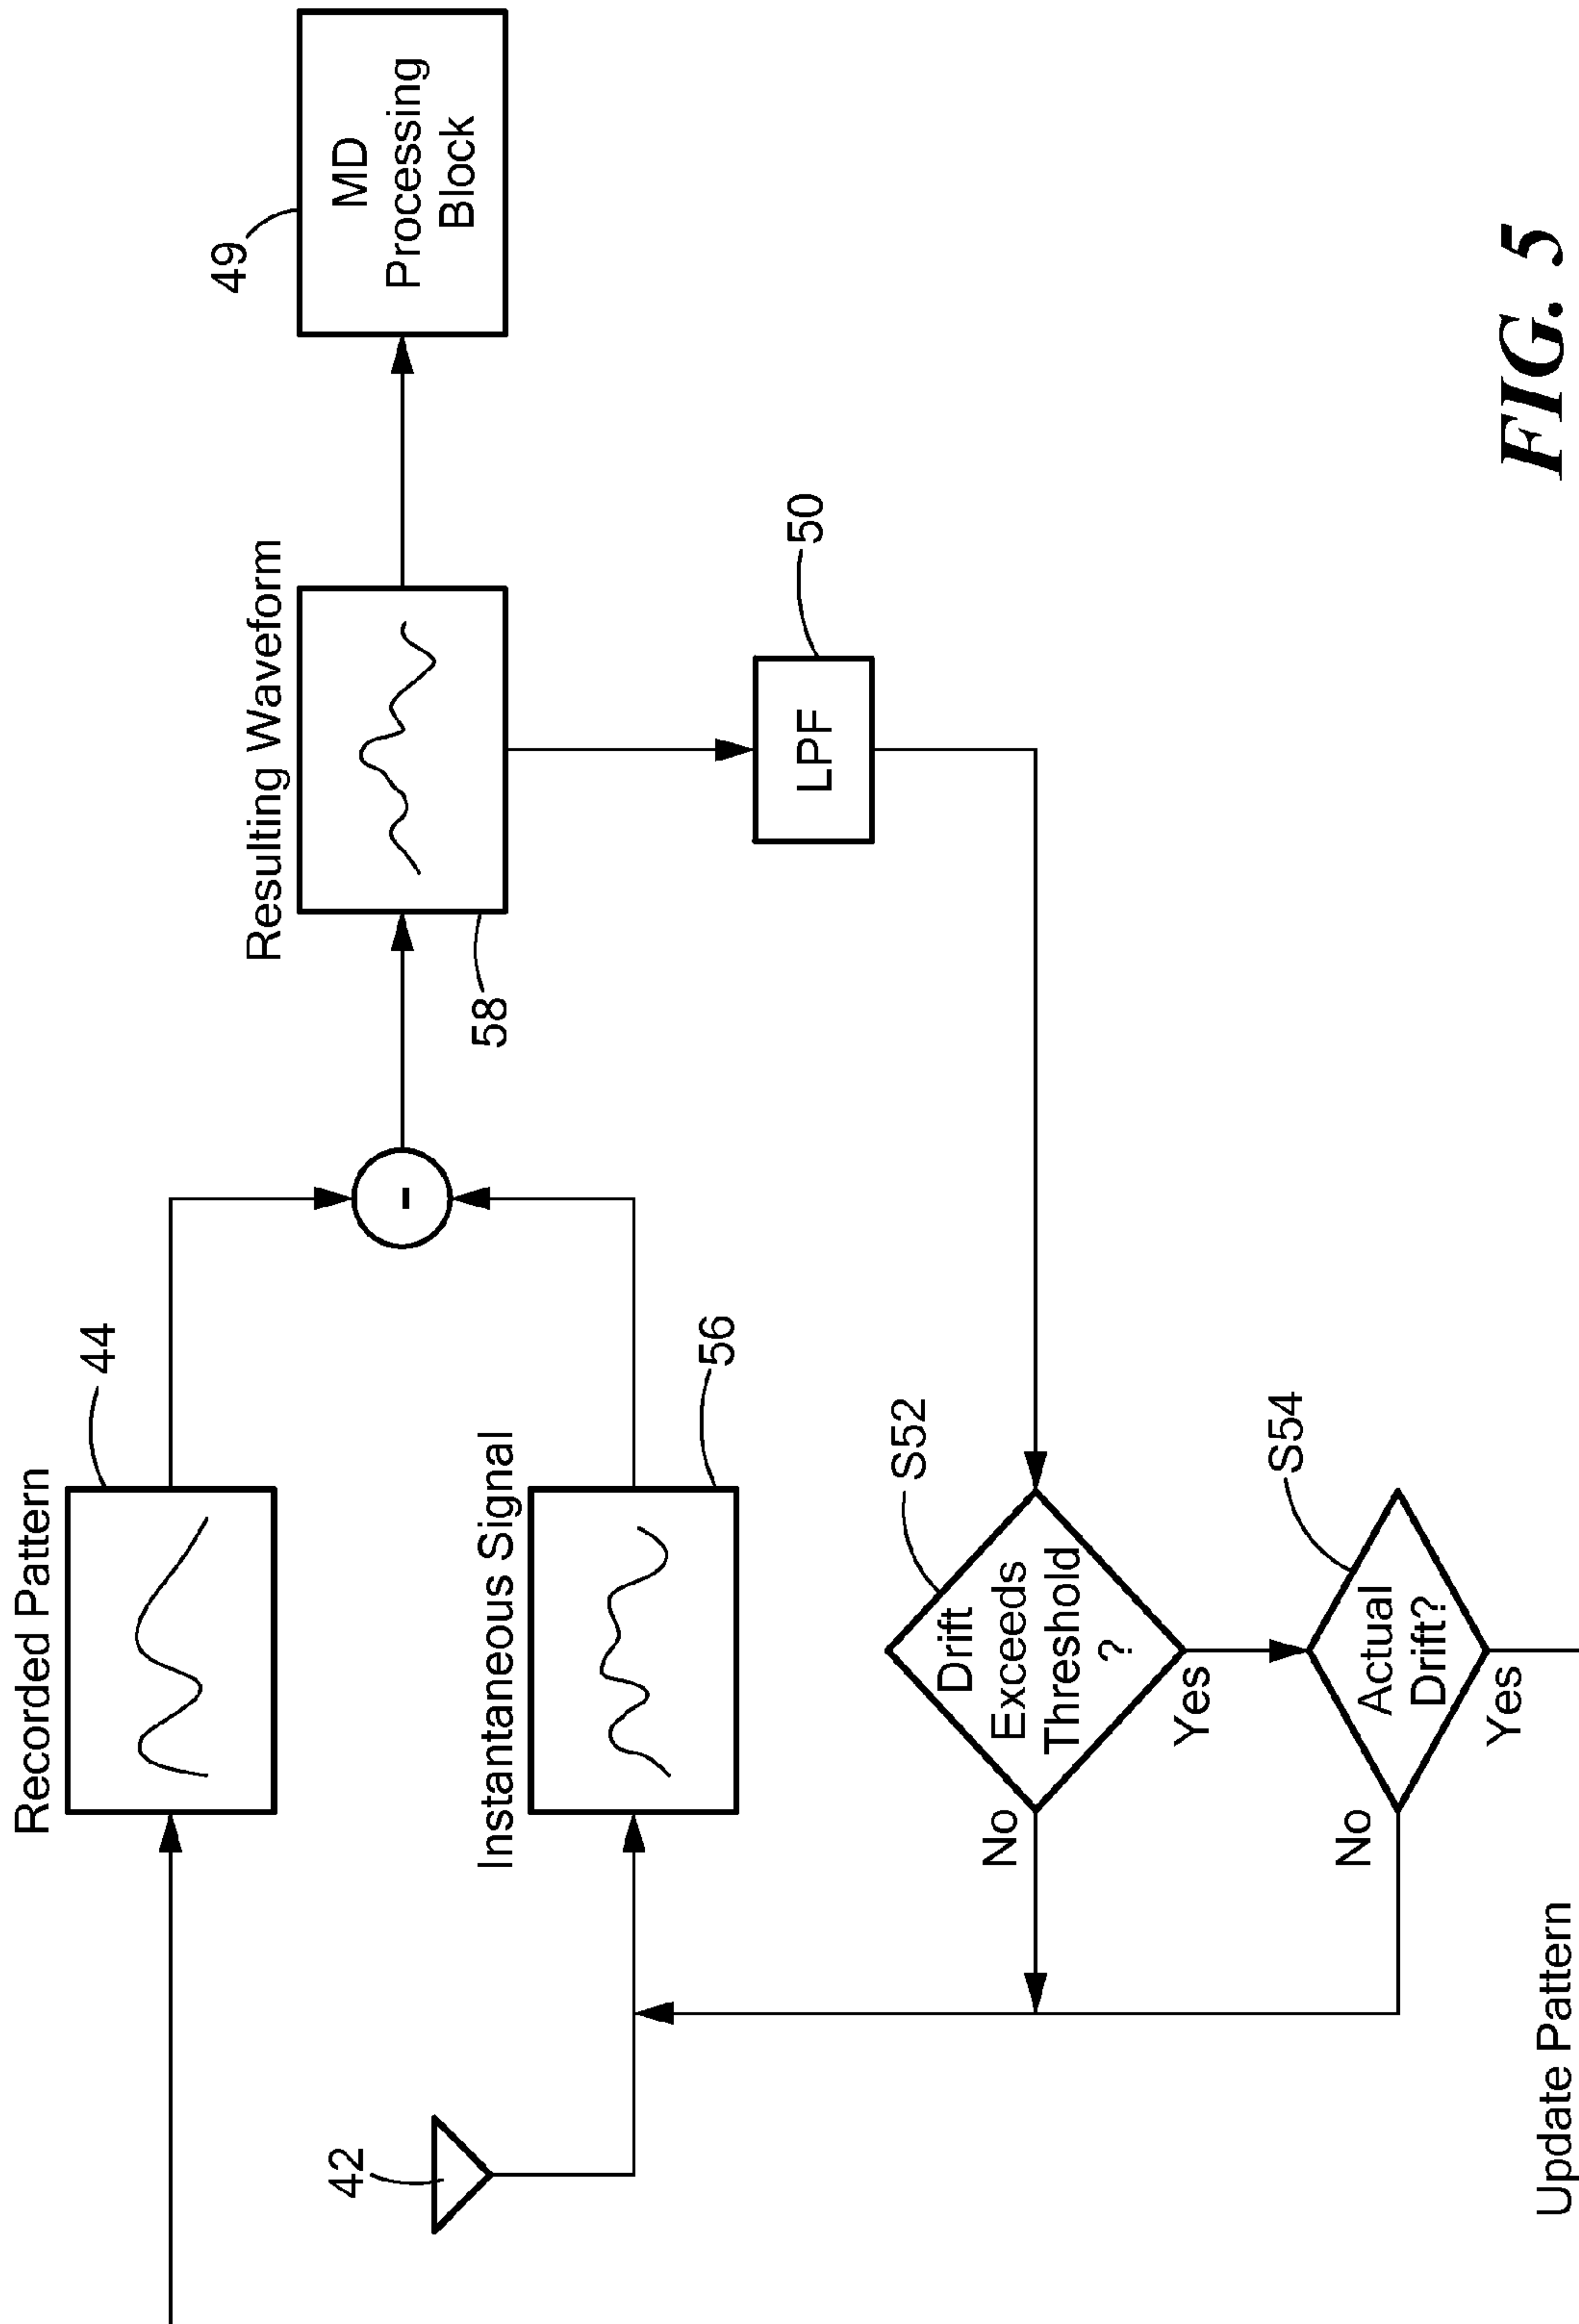 Recorded Pattern
44
Resulting Waveform
49
MD
Processing
Block
-
58
42
Instantaneous Signal
56
50
LPF
S52
Drift
Exceeds
Threshold
?
No
Yes
S54
Actual
Drift?
No
Yes
Update Pattern
FIG. 5